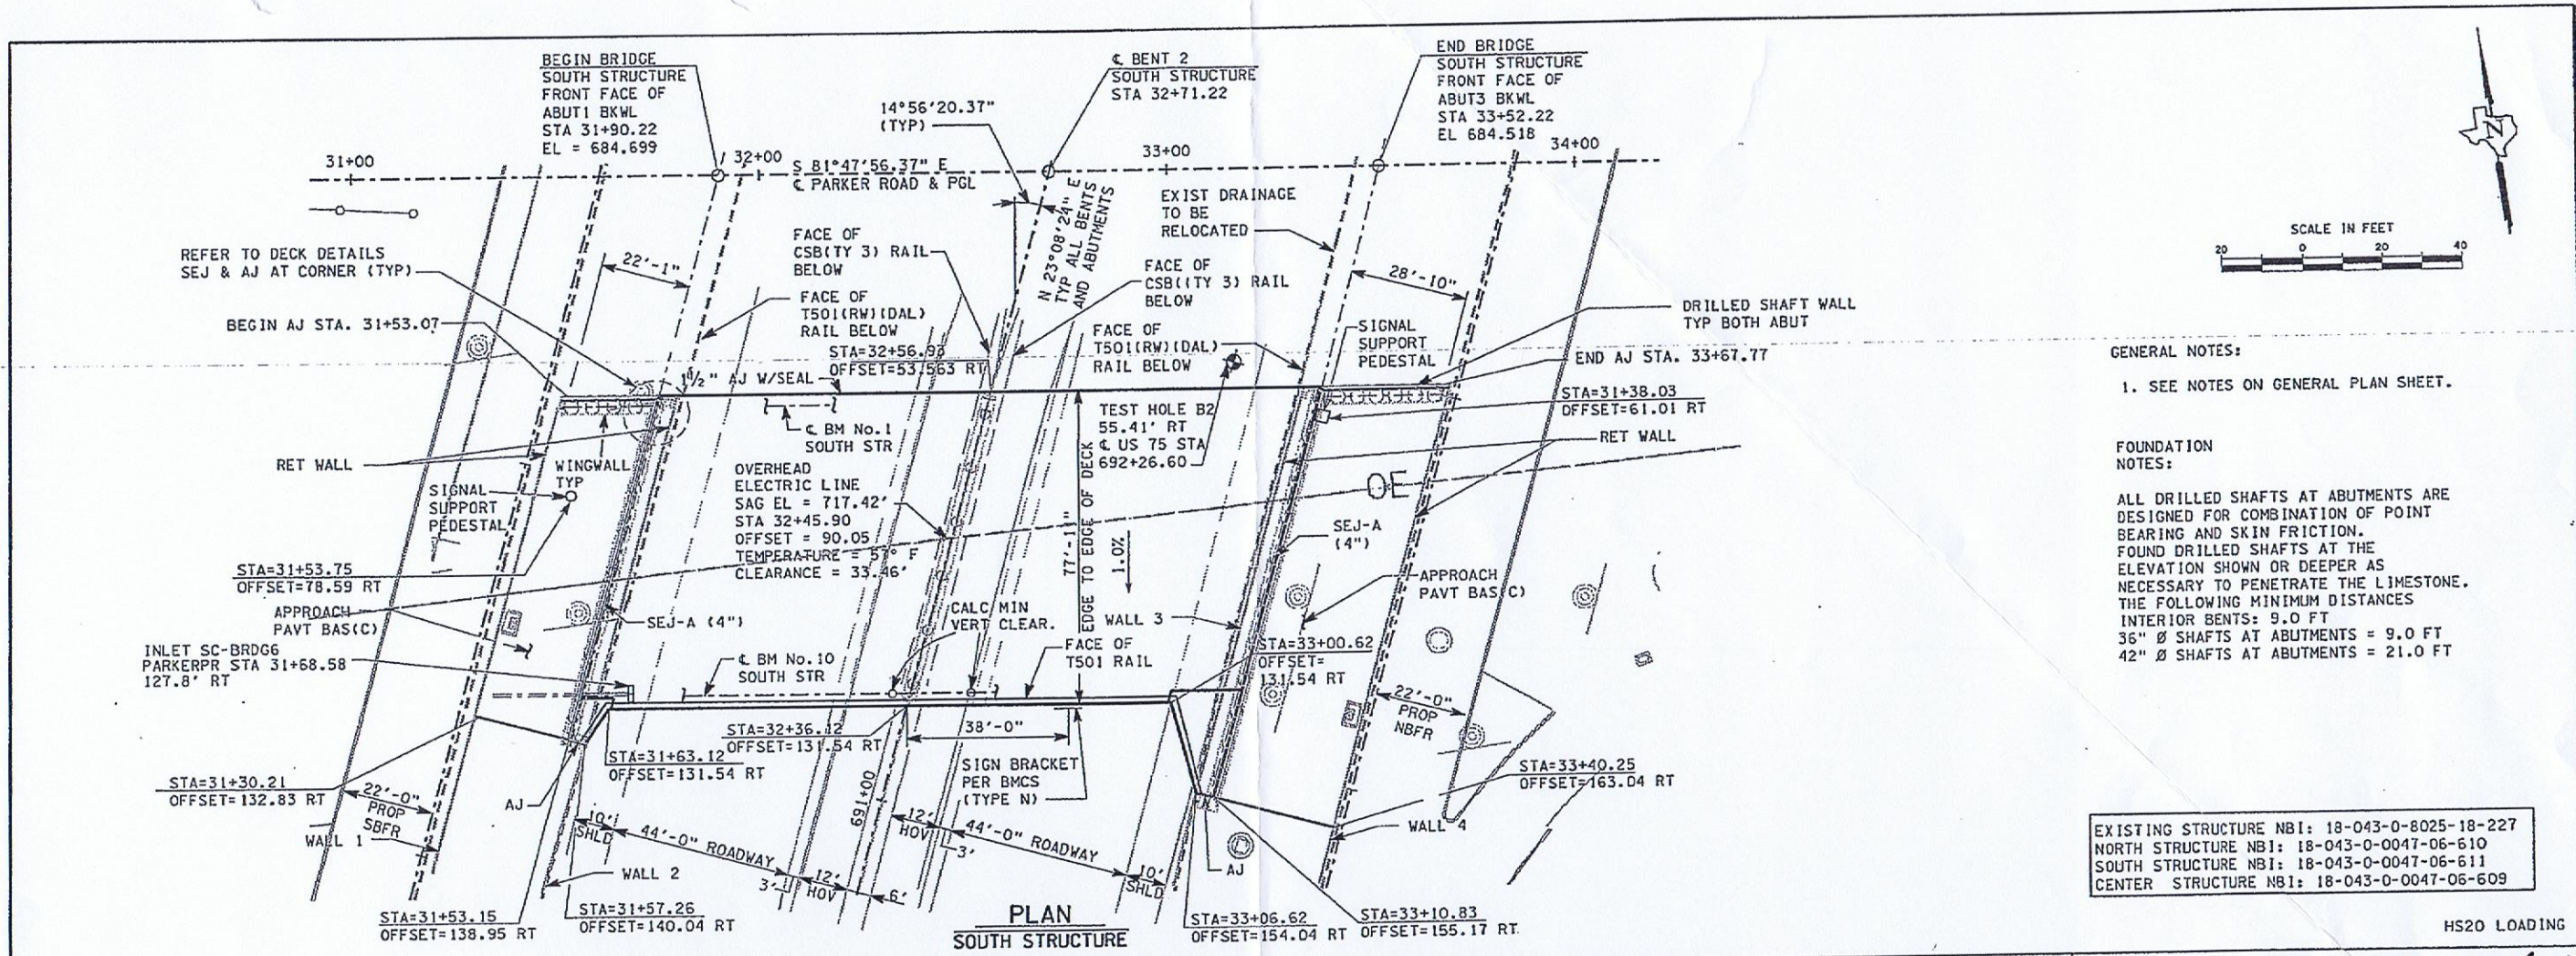 BEGIN BRIDGE
SOUTH STRUCTURE
FRONT FACE OF
ABUT1 BKWL
STA 31+90.22
EL = 684.699
℄ BENT 2
SOUTH STRUCTURE
STA 32+71.22
END BRIDGE
SOUTH STRUCTURE
FRONT FACE OF
ABUT3 BKWL
STA 33+52.22
EL 684.518
14°56'20.37"
(TYP)
31+00
32+00
S 81°47'56.37" E
℄ PARKER ROAD & PGL
33+00
34+00
N
SCALE IN FEET
20 0 20 40
N 23°08'24" E
TYP ALL BENTS
AND ABUTMENTS
EXIST DRAINAGE
TO BE
RELOCATED
REFER TO DECK DETAILS
SEJ & AJ AT CORNER (TYP)
22'-1"
FACE OF
CSB(TY 3) RAIL
BELOW
FACE OF
CSB((TY 3) RAIL
BELOW
28'-10"
FACE OF
T501(RW)(DAL)
RAIL BELOW
BEGIN AJ STA. 31+53.07
FACE OF
T501(RW)(DAL)
RAIL BELOW
SIGNAL
SUPPORT
PEDESTAL
DRILLED SHAFT WALL
TYP BOTH ABUT
END AJ STA. 33+67.77
STA=32+56.93
OFFSET=53.563 RT
1½" AJ W/SEAL
STA=31+38.03
OFFSET=61.01 RT
RET WALL
℄ BM No.1
SOUTH STR
TEST HOLE B2
55.41' RT
℄ US 75 STA
692+26.60
RET WALL
WINGWALL
TYP
SIGNAL
SUPPORT
PEDESTAL
OVERHEAD
ELECTRIC LINE
SAG EL = 717.42'
STA 32+45.90
OFFSET = 90.05
TEMPERATURE = 57° F
CLEARANCE = 33.46'
77'-1"
EDGE TO EDGE OF DECK
1.0%
OE
SEJ-A
(4")
STA=31+53.75
OFFSET=78.59 RT
APPROACH
PAVT BAS(C)
APPROACH
PAVT BAS(C)
SEJ-A (4")
CALC MIN
VERT CLEAR.
WALL 3
INLET SC-BRDG6
PARKERPR STA 31+68.58
127.8' RT
℄ BM No.10
SOUTH STR
FACE OF
T501 RAIL
STA=33+00.62
OFFSET=
131.54 RT
22'-0"
PROP
NBFR
STA=32+36.12
OFFSET=131.54 RT
38'-0"
STA=31+63.12
OFFSET=131.54 RT
SIGN BRACKET
PER BMCS
(TYPE N)
STA=31+30.21
OFFSET=132.83 RT
22'-0"
PROP
SBFR
WALL 1
AJ
STA=33+40.25
OFFSET=163.04 RT
WALL 4
AJ
10'
SHLD
44'-0" ROADWAY
3'
12'
HOV
6'
691+00
12'
HOV
3'
44'-0" ROADWAY
10'
SHLD
WALL 2
STA=31+53.15
OFFSET=138.95 RT
STA=31+57.26
OFFSET=140.04 RT
PLAN
SOUTH STRUCTURE
STA=33+06.62
OFFSET=154.04 RT
STA=33+10.83
OFFSET=155.17 RT
GENERAL NOTES:
1. SEE NOTES ON GENERAL PLAN SHEET.
FOUNDATION
NOTES:
ALL DRILLED SHAFTS AT ABUTMENTS ARE
DESIGNED FOR COMBINATION OF POINT
BEARING AND SKIN FRICTION.
FOUND DRILLED SHAFTS AT THE
ELEVATION SHOWN OR DEEPER AS
NECESSARY TO PENETRATE THE LIMESTONE.
THE FOLLOWING MINIMUM DISTANCES
INTERIOR BENTS: 9.0 FT
36" Ø SHAFTS AT ABUTMENTS = 9.0 FT
42" Ø SHAFTS AT ABUTMENTS = 21.0 FT
EXISTING STRUCTURE NBI: 18-043-0-8025-18-227
NORTH STRUCTURE NBI: 18-043-0-0047-06-610
SOUTH STRUCTURE NBI: 18-043-0-0047-06-611
CENTER STRUCTURE NBI: 18-043-0-0047-06-609
HS20 LOADING